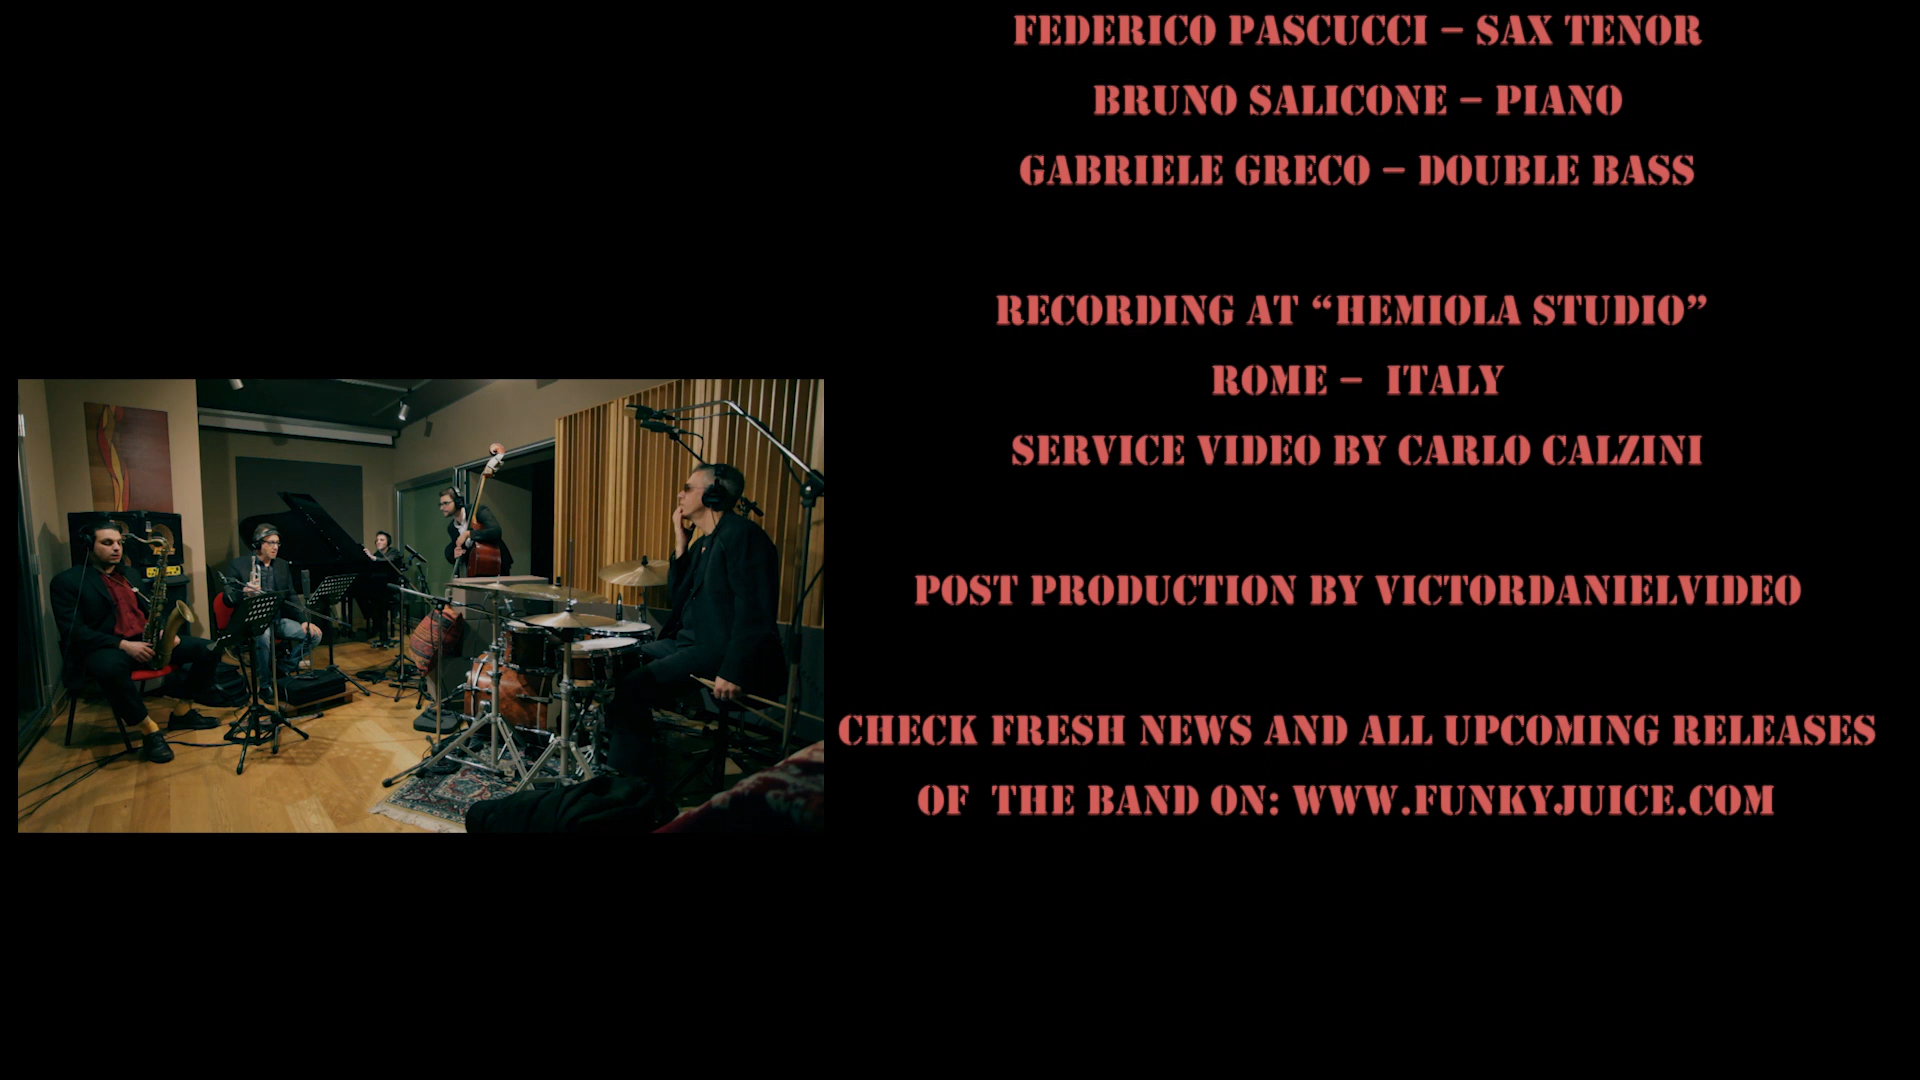 FEDERICO PASCUCCI – SAX TENOR
BRUNO SALICONE – PIANO
GABRIELE GRECO – DOUBLE BASS
RECORDING AT “HEMIOLA STUDIO”
ROME – ITALY
SERVICE VIDEO BY CARLO CALZINI
POST PRODUCTION BY VICTORDANIELVIDEO
CHECK FRESH NEWS AND ALL UPCOMING RELEASES
OF THE BAND ON: WWW.FUNKYJUICE.COM